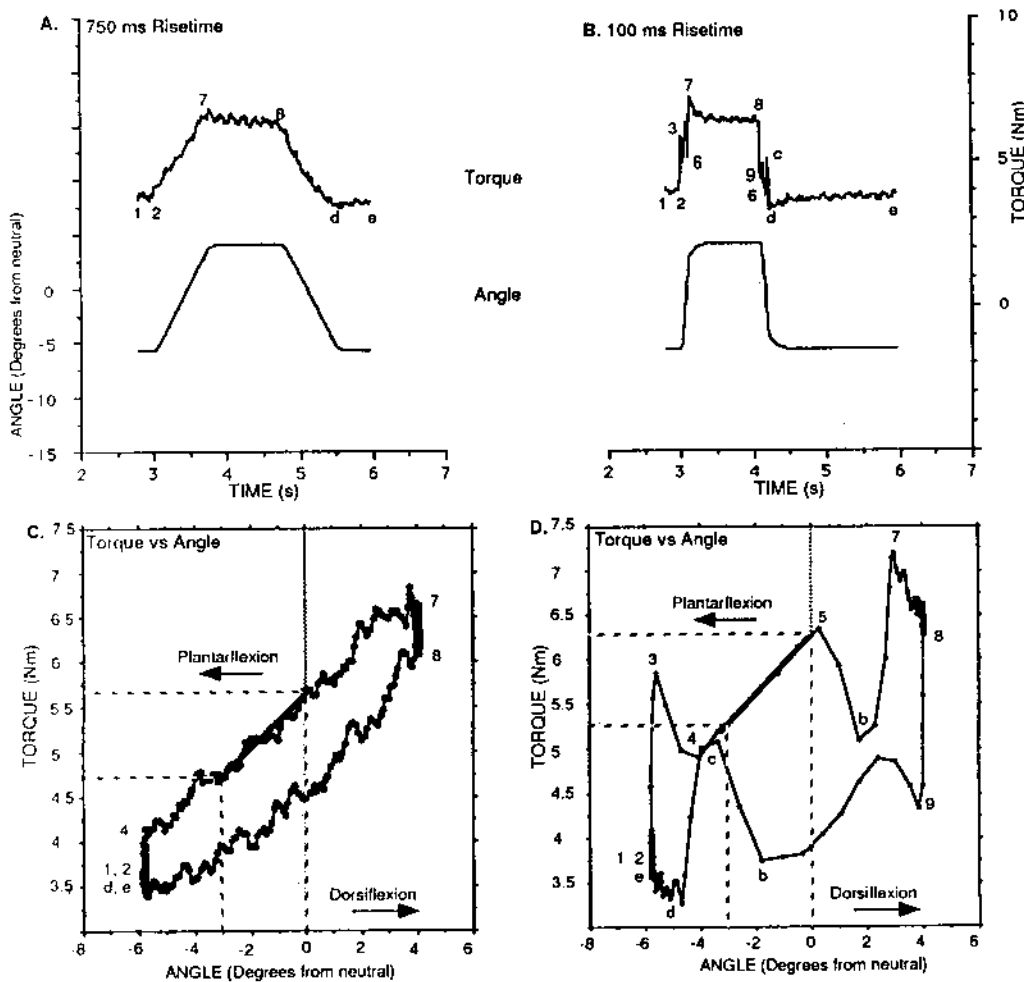 A. 750 ms Risetime
7
8
1 2
d
e
ANGLE (Degrees from neutral)
0
-5
-10
-15
2 3 4 5 6 7
TIME (s)
Torque
Angle
B. 100 ms Risetime
7
3
8
6
c
9
6
1 2
d
e
10
5
0
TORQUE (Nm)
2 3 4 5 6 7
TIME (s)
C. Torque vs Angle
7.5
7
6.5
6
5.5
5
4.5
4
3.5
TORQUE (Nm)
Plantarflexion
7
8
4
1, 2
d, e
Dorsiflexion
-8 -6 -4 -2 0 2 4 6
ANGLE (Degrees from neutral)
D. Torque vs Angle
7.5
7
6.5
6
5.5
5
4.5
4
3.5
TORQUE (Nm)
Plantarflexion
7
5
3
8
4
c
b
9
1 2
e
b
d
Dorsiflexion
-8 -6 -4 -2 0 2 4 6
ANGLE (Degrees from neutral)